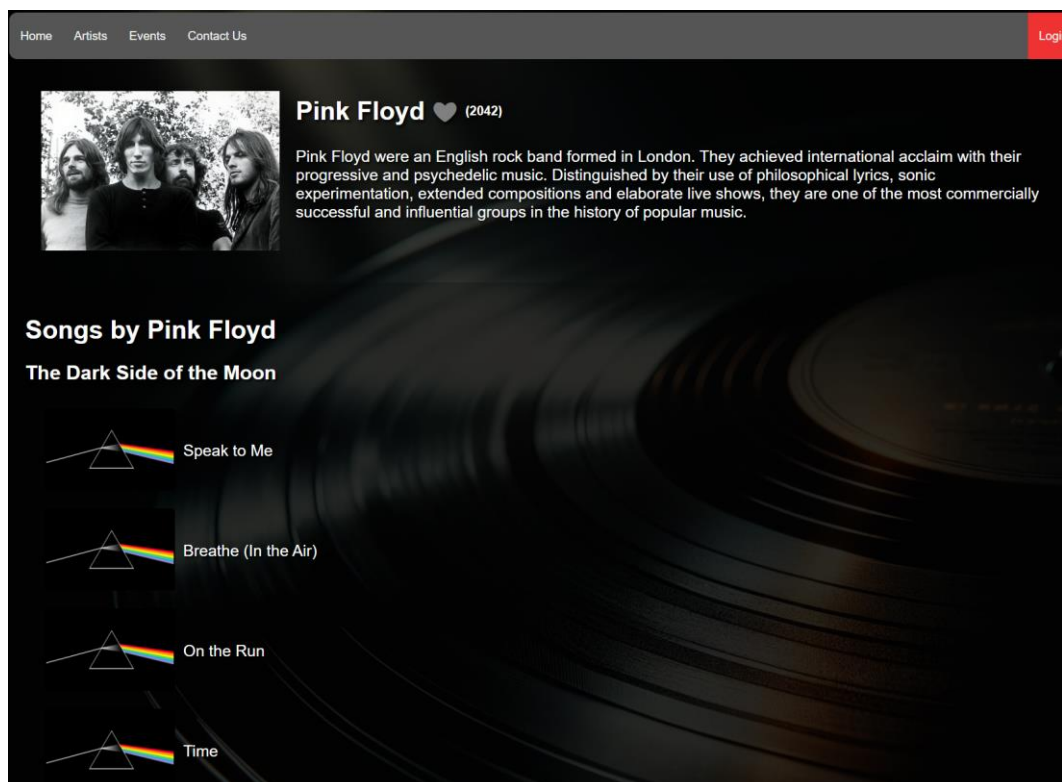 Home Artists Events Contact Us Logi
Pink Floyd (2042)
Pink Floyd were an English rock band formed in London. They achieved international acclaim with their
progressive and psychedelic music. Distinguished by their use of philosophical lyrics, sonic
experimentation, extended compositions and elaborate live shows, they are one of the most commercially
successful and influential groups in the history of popular music.
Songs by Pink Floyd
The Dark Side of the Moon
Speak to Me
Breathe (In the Air)
On the Run
Time